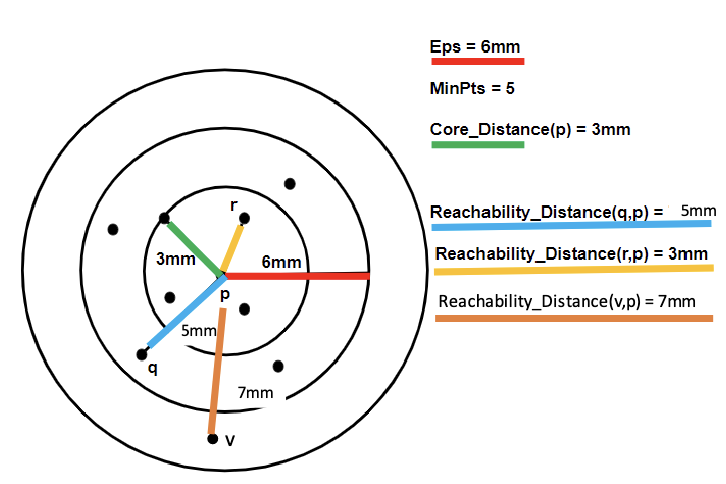 Eps = 6mm
MinPts = 5
Core_Distance(p) = 3mm
Reachability_Distance(q,p) = 5mm
Reachability_Distance(r,p) = 3mm
Reachability_Distance(v,p) = 7mm
r
3mm
6mm
p
5mm
q
7mm
v